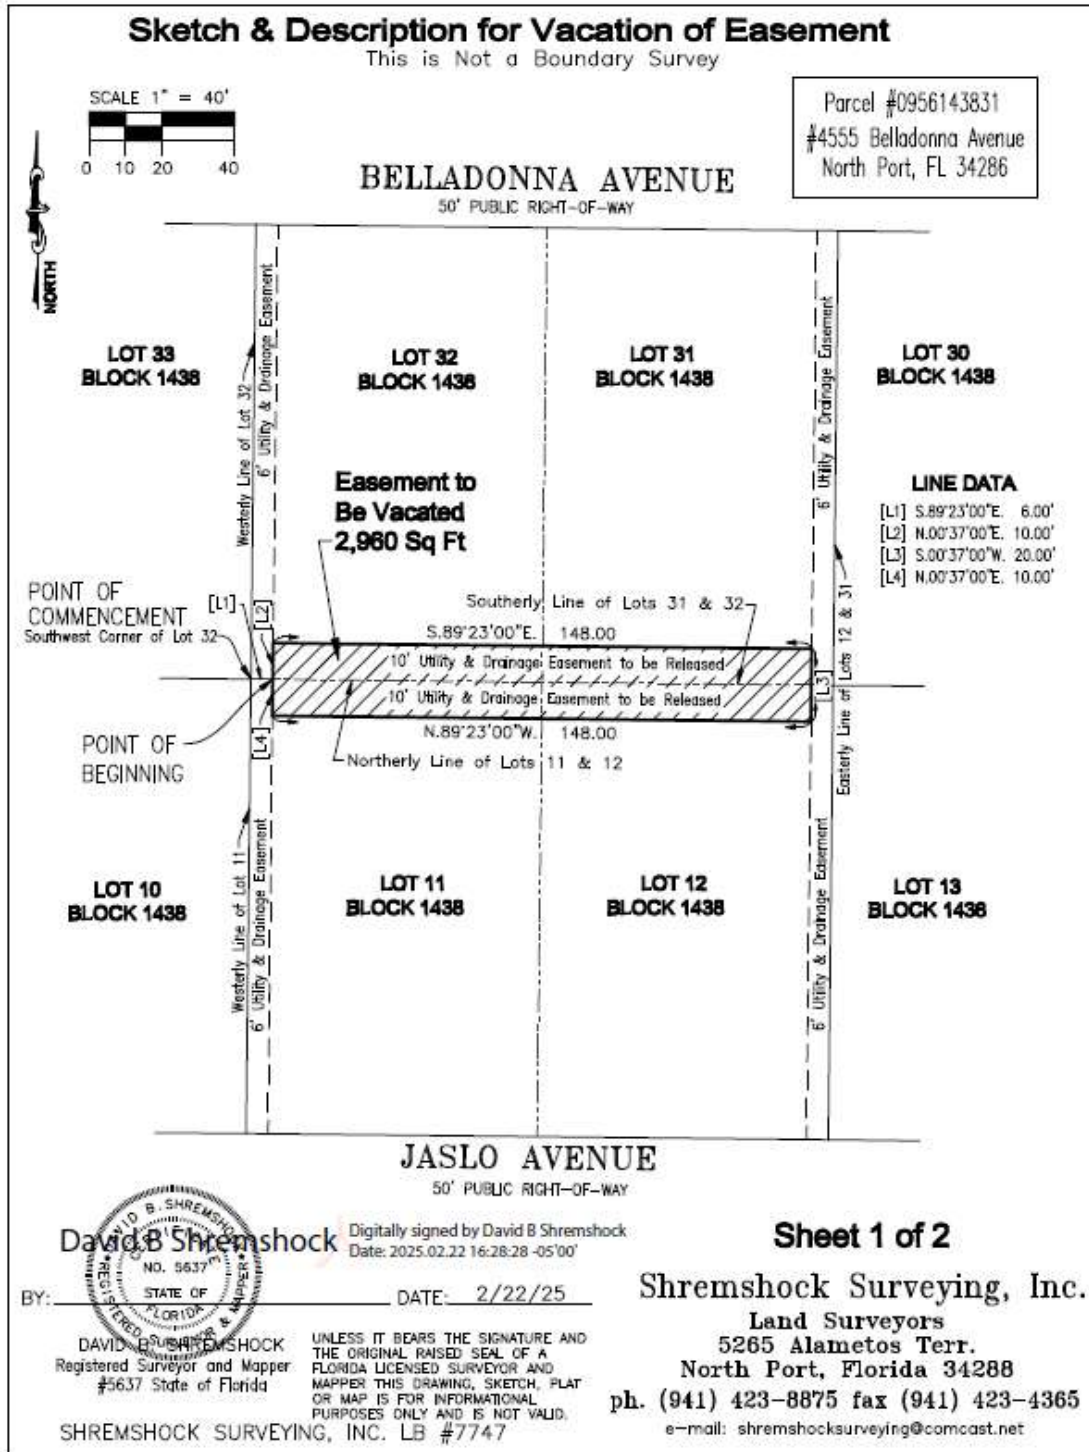 Sketch & Description for Vacation of Easement
This is Not a Boundary Survey
SCALE 1" = 40'
0 10 20 40
NORTH
Parcel #0956143831
#4555 Belladonna Avenue
North Port, FL 34286
BELLADONNA AVENUE
50' PUBLIC RIGHT-OF-WAY
LOT 33
BLOCK 1438
LOT 32
BLOCK 1438
LOT 31
BLOCK 1438
LOT 30
BLOCK 1438
Westerly Line of Lot 32
6' Utility & Drainage Easement
6' Utility & Drainage Easement
Easement to
Be Vacated
2,960 Sq Ft
LINE DATA
[L1] S.89°23'00"E. 6.00'
[L2] N.00°37'00"E. 10.00'
[L3] S.00°37'00"W. 20.00'
[L4] N.00°37'00"E. 10.00'
POINT OF
COMMENCEMENT
Southwest Corner of Lot 32
[L1]
[L2]
Southerly Line of Lots 31 & 32
S.89°23'00"E. 148.00
10' Utility & Drainage Easement to be Released
10' Utility & Drainage Easement to be Released
N.89°23'00"W. 148.00
[L3]
Easterly Line of Lots 12 & 31
[L4]
POINT OF
BEGINNING
Northerly Line of Lots 11 & 12
Westerly Line of Lot 11
6' Utility & Drainage Easement
6' Utility & Drainage Easement
LOT 10
BLOCK 1438
LOT 11
BLOCK 1438
LOT 12
BLOCK 1438
LOT 13
BLOCK 1438
JASLO AVENUE
50' PUBLIC RIGHT-OF-WAY
David B Shremshock
Digitally signed by David B Shremshock
Date: 2025.02.22 16:28:28 -05'00'
DAVID B. SHREMSHOCK
CERTIFICATE
NO. 5637
STATE OF
FLORIDA
REGISTERED SURVEYOR & MAPPER
BY: DATE: 2/22/25
DAVID B. SHREMSHOCK
Registered Surveyor and Mapper
#5637 State of Florida
UNLESS IT BEARS THE SIGNATURE AND
THE ORIGINAL RAISED SEAL OF A
FLORIDA LICENSED SURVEYOR AND
MAPPER THIS DRAWING, SKETCH, PLAT
OR MAP IS FOR INFORMATIONAL
PURPOSES ONLY AND IS NOT VALID.
SHREMSHOCK SURVEYING, INC. LB #7747
Sheet 1 of 2
Shremshock Surveying, Inc.
Land Surveyors
5265 Alametos Terr.
North Port, Florida 34288
ph. (941) 423-8875 fax (941) 423-4365
e-mail: shremshocksurveying@comcast.net